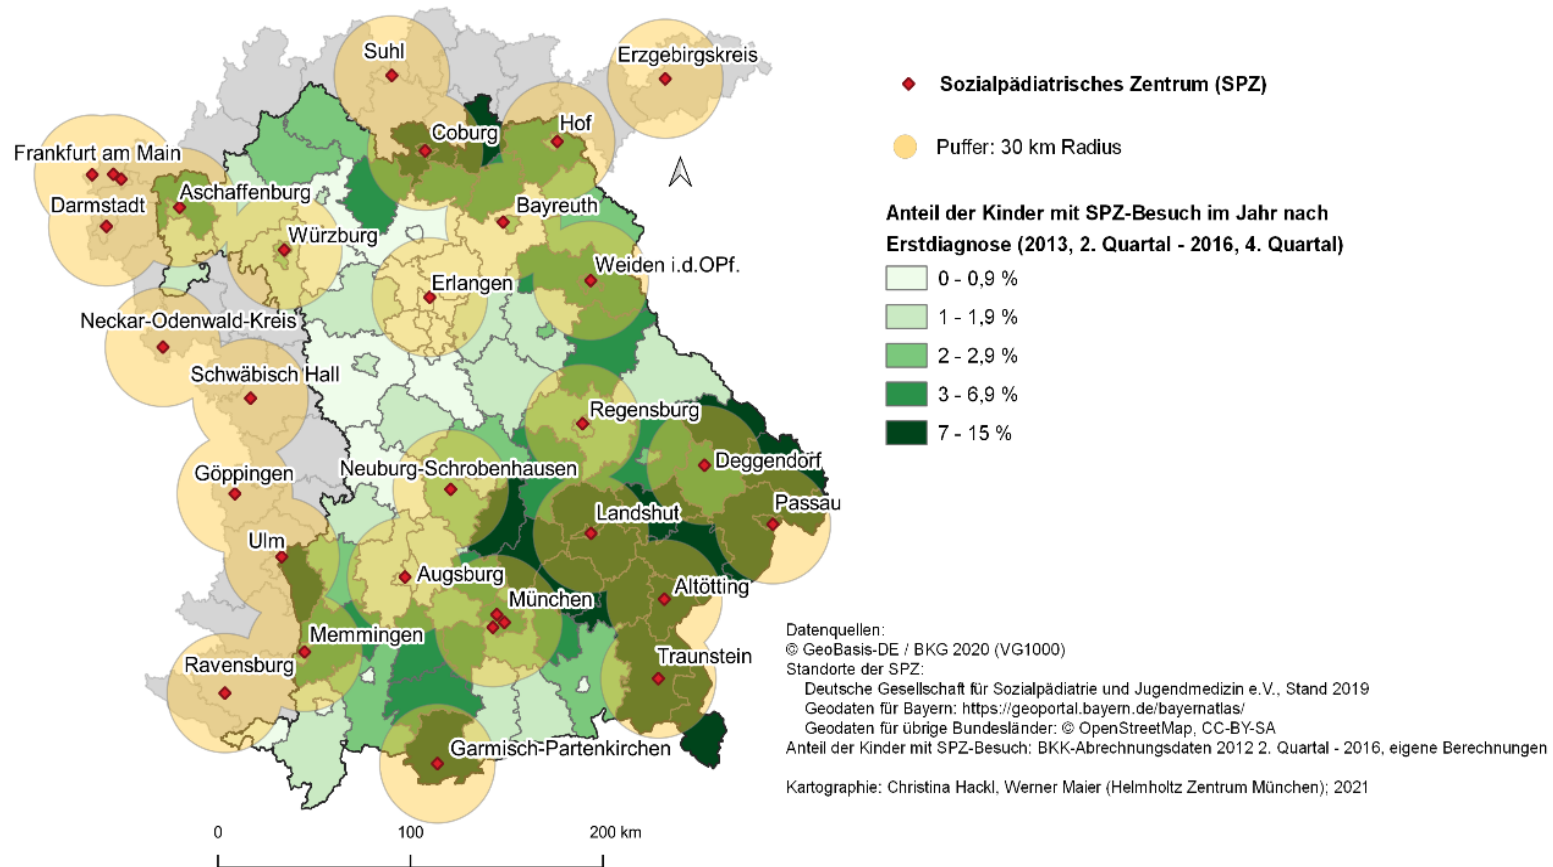 Suhl
Erzgebirgskreis
Coburg
Hof
Frankfurt am Main
Aschaffenburg
Darmstadt
Bayreuth
Würzburg
Weiden i.d.OPf.
Erlangen
Neckar-Odenwald-Kreis
Schwäbisch Hall
Regensburg
Neuburg-Schrobenhausen
Deggendorf
Göppingen
Passau
Landshut
Ulm
Augsburg
Altötting
München
Memmingen
Traunstein
Ravensburg
Garmisch-Partenkirchen
0 100 200 km
Sozialpädiatrisches Zentrum (SPZ)
Puffer: 30 km Radius
Anteil der Kinder mit SPZ-Besuch im Jahr nach
Erstdiagnose (2013, 2. Quartal - 2016, 4. Quartal)
0 - 0,9 %
1 - 1,9 %
2 - 2,9 %
3 - 6,9 %
7 - 15 %
Datenquellen:
© GeoBasis-DE / BKG 2020 (VG1000)
Standorte der SPZ:
Deutsche Gesellschaft für Sozialpädiatrie und Jugendmedizin e.V., Stand 2019
Geodaten für Bayern: https://geoportal.bayern.de/bayernatlas/
Geodaten für übrige Bundesländer: © OpenStreetMap, CC-BY-SA
Anteil der Kinder mit SPZ-Besuch: BKK-Abrechnungsdaten 2012 2. Quartal - 2016, eigene Berechnungen
Kartographie: Christina Hackl, Werner Maier (Helmholtz Zentrum München); 2021